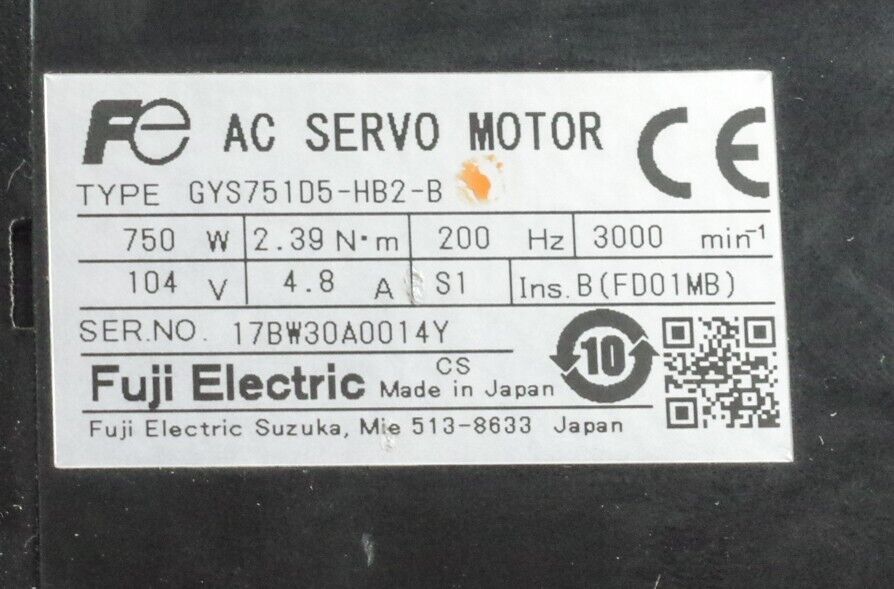 Fe AC SERVO MOTOR CE
TYPE GYS751D5-HB2-B
750 W 2.39 N·m 200 Hz 3000 min⁻¹
104 V 4.8 A S1 Ins. B(FD01MB)
SER.NO. 17BW30A0014Y
10
CS
Fuji Electric Made in Japan
Fuji Electric Suzuka, Mie 513-8633 Japan